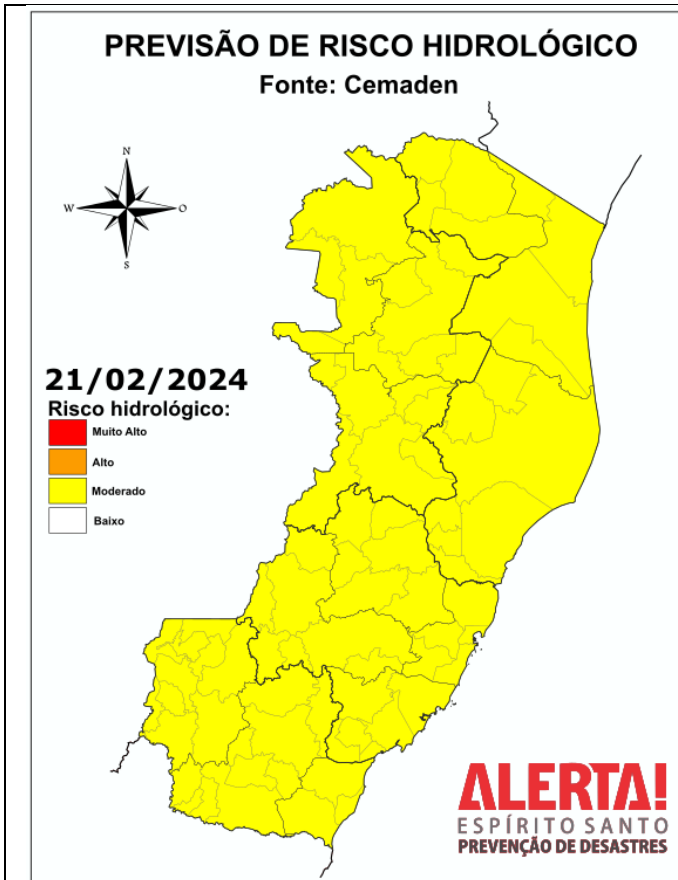 PREVISÃO DE RISCO HIDROLÓGICO
Fonte: Cemaden
N
W
O
S
21/02/2024
Risco hidrológico:
Muito Alto
Alto
Moderado
Baixo
ALERTA!
ESPÍRITO SANTO
PREVENÇÃO DE DESASTRES